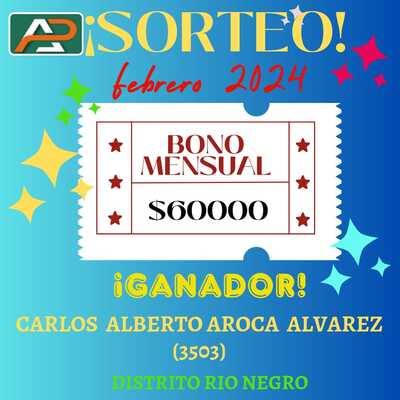 AP
¡SORTEO!
febrero 2024
BONO
MENSUAL
$60000
¡GANADOR!
CARLOS ALBERTO AROCA ALVAREZ
(3503)
DISTRITO RIO NEGRO